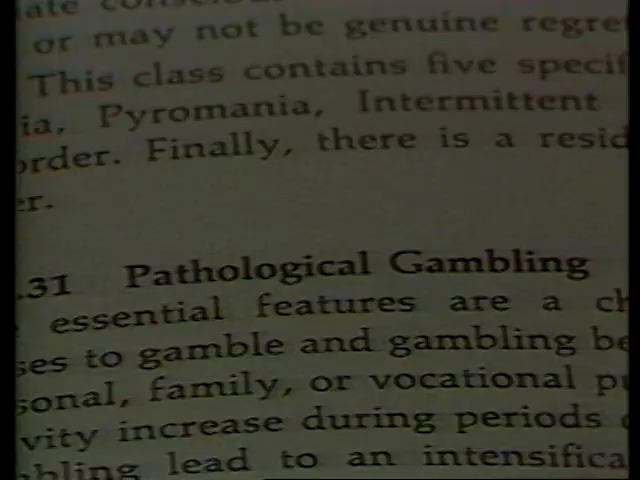 or may not be genuine regre
This class contains five specif
ia, Pyromania, Intermittent
order. Finally, there is a resid
er.
.31 Pathological Gambling
essential features are a ch
ses to gamble and gambling be
sonal, family, or vocational pu
vity increase during periods
bling lead to an intensifica